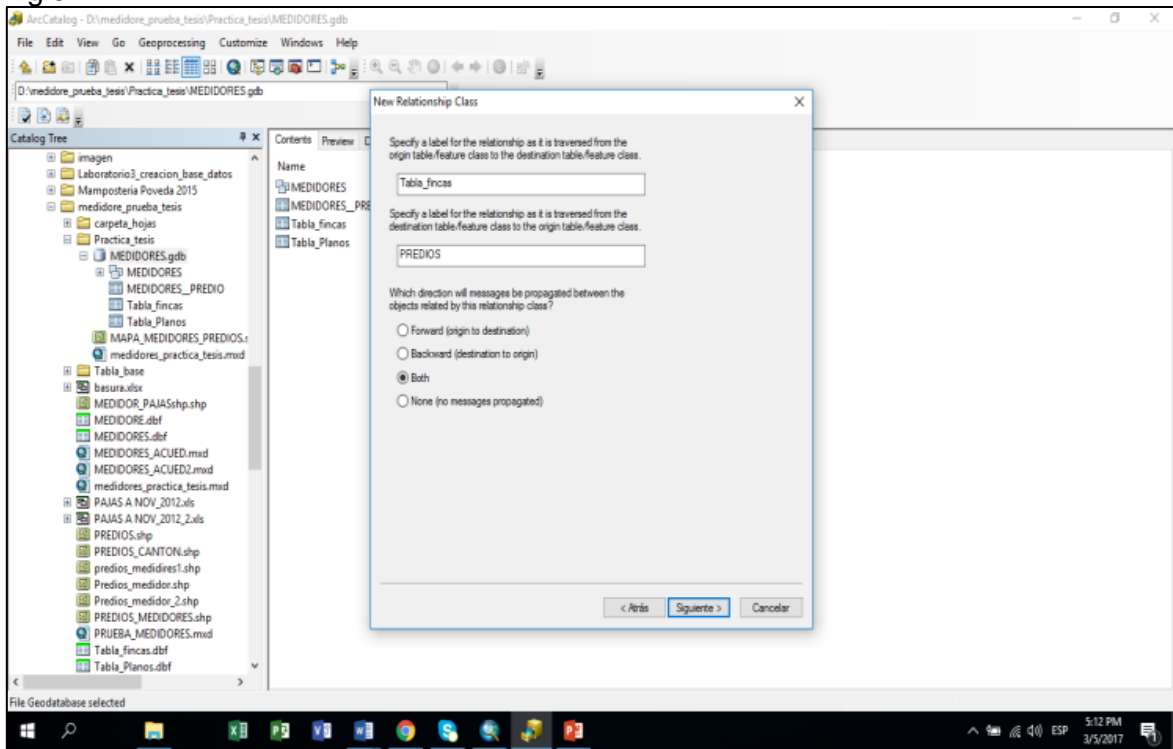 ArcCatalog - D:\medidore_prueba_tesis\Practica_tesis\MEDIDORES.gdb
File Edit View Go Geoprocessing Customize Windows Help
D:\medidore_prueba_tesis\Practica_tesis\MEDIDORES.gdb
Catalog Tree
imagen
Laboratorio3_creacion_base_datos
Mamposteria Poveda 2015
medidore_prueba_tesis
carpeta_hojas
Practica_tesis
MEDIDORES.gdb
MEDIDORES
MEDIDORES__PREDIO
Tabla_fincas
Tabla_Planos
MAPA_MEDIDORES_PREDIOS.s
medidores_practica_tesis.mxd
Tabla_base
basura.xlsx
MEDIDOR_PAJASshp.shp
MEDIDORE.dbf
MEDIDORES.dbf
MEDIDORES_ACUED.mxd
MEDIDORES_ACUED2.mxd
medidores_practica_tesis.mxd
PAJAS A NOV_2012.xls
PAJAS A NOV_2012_2.xls
PREDIOS.shp
PREDIOS_CANTON.shp
predios_medidires1.shp
Predios_medidor.shp
Predios_medidor_2.shp
PREDIOS_MEDIDORES.shp
PRUEBA_MEDIDORES.mxd
Tabla_fincas.dbf
Tabla_Planos.dbf
Contents Preview D
Name
MEDIDORES
MEDIDORES__PRE
Tabla_fincas
Tabla_Planos
New Relationship Class
Specify a label for the relationship as it is traversed from the
origin table/feature class to the destination table/feature class.
Tabla_fincas
Specify a label for the relationship as it is traversed from the
destination table/feature class to the origin table/feature class.
PREDIOS
Which direction will messages be propagated between the
objects related by this relationship class?
Forward (origin to destination)
Backward (destination to origin)
Both
None (no messages propagated)
< Atrás Siguiente > Cancelar
File Geodatabase selected
ESP
5:12 PM
3/5/2017